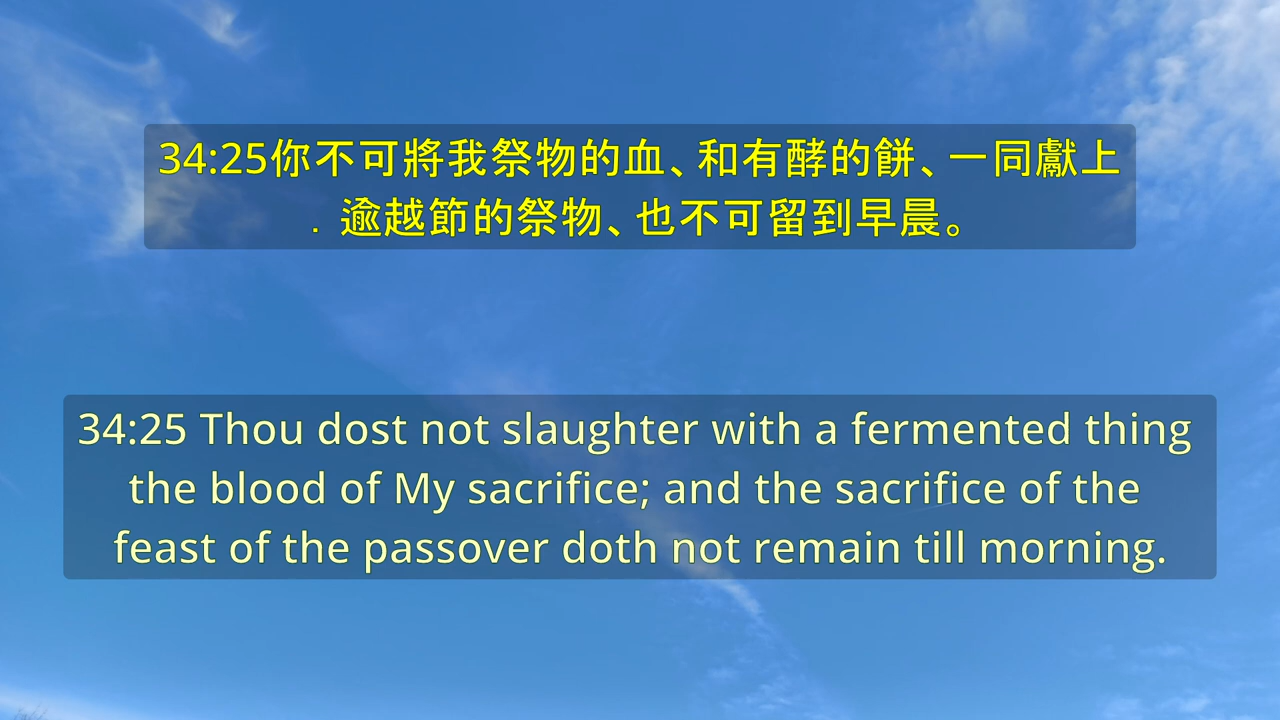 34:25你不可將我祭物的血、和有酵的餅、一同獻上
．逾越節的祭物、也不可留到早晨。
34:25 Thou dost not slaughter with a fermented thing
the blood of My sacrifice; and the sacrifice of the
feast of the passover doth not remain till morning.